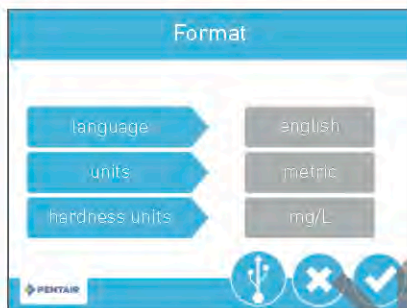 Format
language english
units metric
hardness units mg/L
PENTAIR